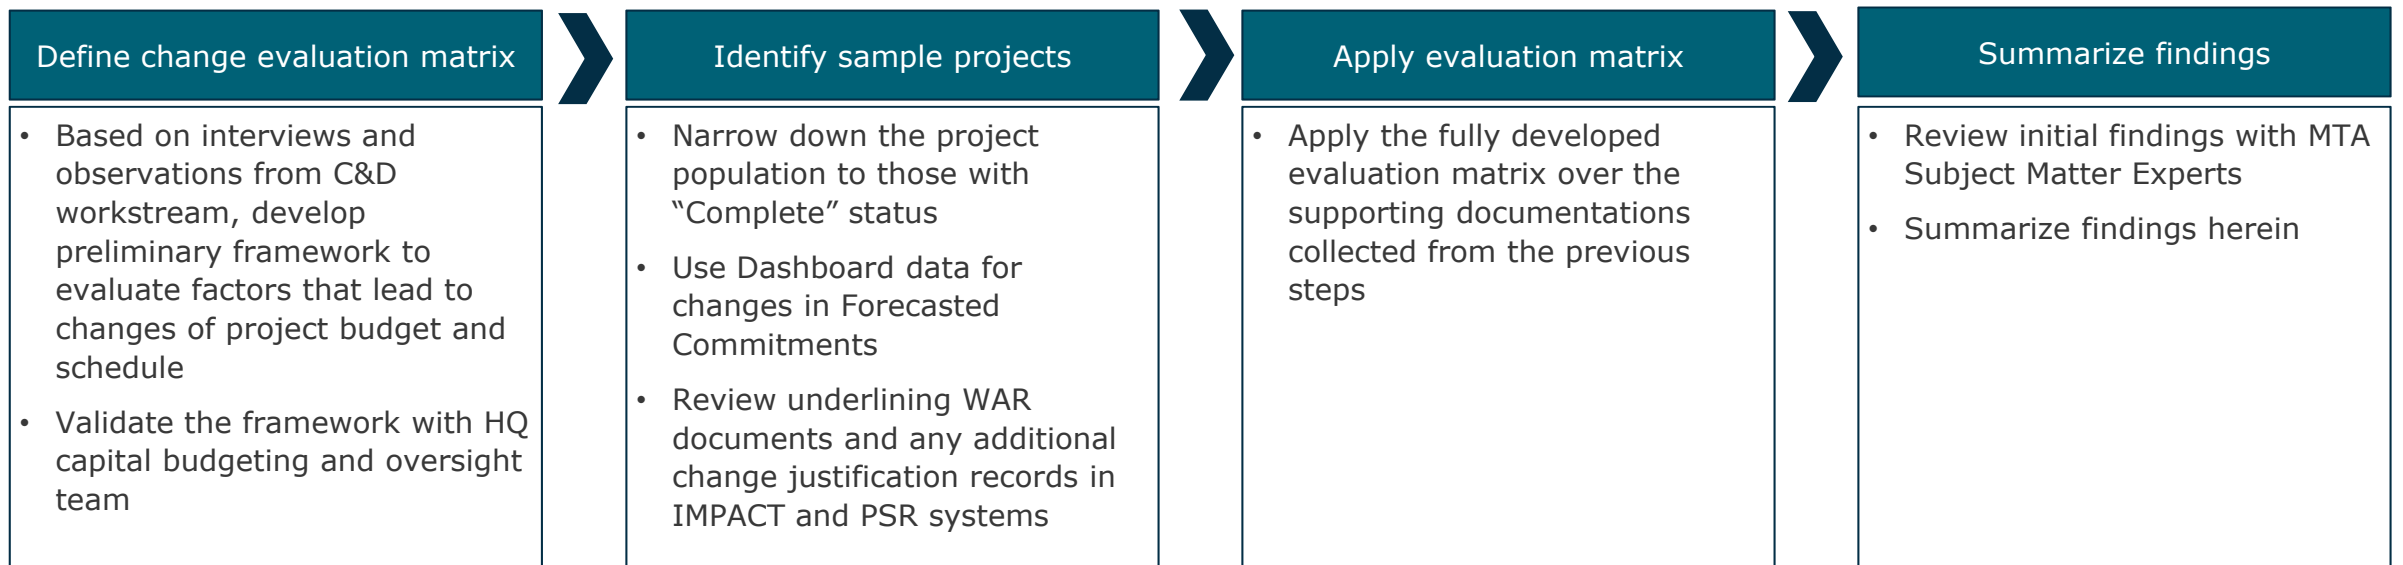 Define change evaluation matrix
• Based on interviews and
observations from C&D
workstream, develop
preliminary framework to
evaluate factors that lead to
changes of project budget and
schedule
• Validate the framework with HQ
capital budgeting and oversight
team
Identify sample projects
• Narrow down the project
population to those with
“Complete” status
• Use Dashboard data for
changes in Forecasted
Commitments
• Review underlining WAR
documents and any additional
change justification records in
IMPACT and PSR systems
Apply evaluation matrix
• Apply the fully developed
evaluation matrix over the
supporting documentations
collected from the previous
steps
Summarize findings
• Review initial findings with MTA
Subject Matter Experts
• Summarize findings herein